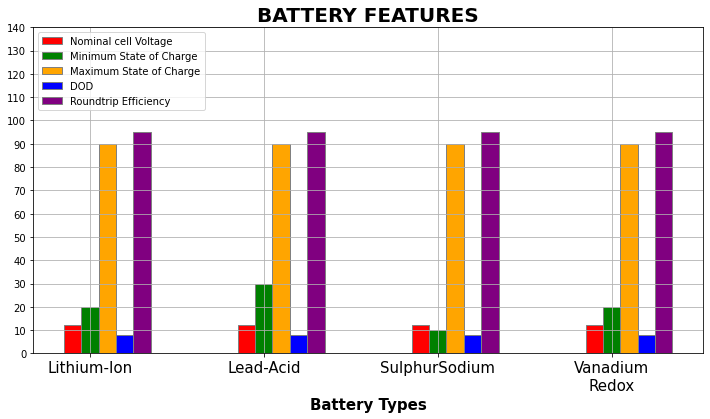 BATTERY FEATURES
140
130
120
110
100
90
80
70
60
50
40
30
20
10
0
Nominal cell Voltage
Minimum State of Charge
Maximum State of Charge
DOD
Roundtrip Efficiency
Lithium-Ion
Lead-Acid
SulphurSodium
Vanadium
Redox
Battery Types